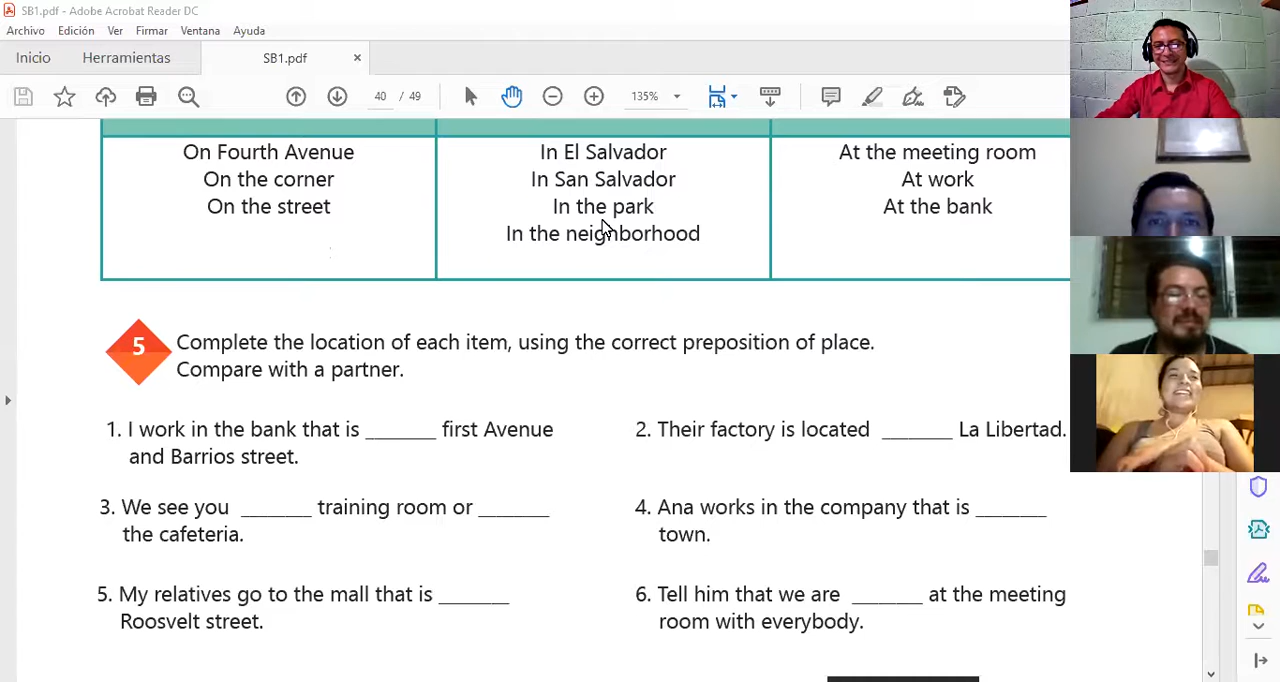 SB1.pdf - Adobe Acrobat Reader DC
Archivo Edición Ver Firmar Ventana Ayuda
Inicio Herramientas SB1.pdf ×
40 / 49 135%
On Fourth Avenue
On the corner
On the street
In El Salvador
In San Salvador
In the park
In the neighborhood
At the meeting room
At work
At the bank
5
Complete the location of each item, using the correct preposition of place.
Compare with a partner.
1. I work in the bank that is _______ first Avenue
and Barrios street.
2. Their factory is located _______ La Libertad.
3. We see you _______ training room or _______
the cafeteria.
4. Ana works in the company that is _______
town.
5. My relatives go to the mall that is _______
Roosvelt street.
6. Tell him that we are _______ at the meeting
room with everybody.